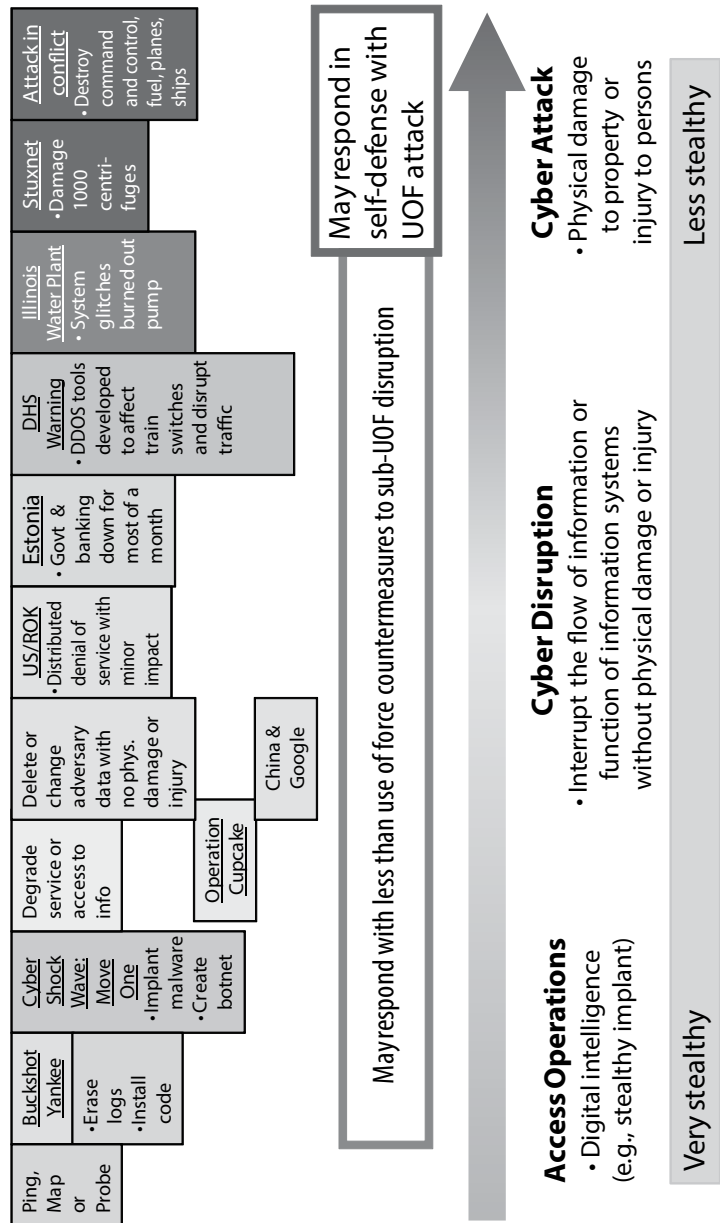 Ping,
Map
or
Probe
Buckshot
Yankee
• Erase
logs
• Install
code
Cyber
Shock
Wave:
Move
One
• Implant
malware
• Create
botnet
Degrade
service or
access to
info
Operation
Cupcake
Delete or
change
adversary
data with
no phys.
damage or
injury
China &
Google
US/ROK
• Distributed
denial of
service with
minor
impact
Estonia
• Govt &
banking
down for
most of a
month
DHS
Warning
• DDOS tools
developed
to affect
train
switches
and disrupt
traffic
Illinois
Water Plant
• System
glitches
burned out
pump
Stuxnet
• Damage
1000
centri-
fuges
Attack in
conflict
• Destroy
command
and control,
fuel, planes,
ships
May respond with less than use of force countermeasures to sub-UOF disruption
May respond in
self-defense with
UOF attack
Access Operations
• Digital intelligence
(e.g., stealthy implant)
Cyber Disruption
• Interrupt the flow of information or
function of information systems
without physical damage or injury
Cyber Attack
• Physical damage
to property or
injury to persons
Very stealthy
Less stealthy